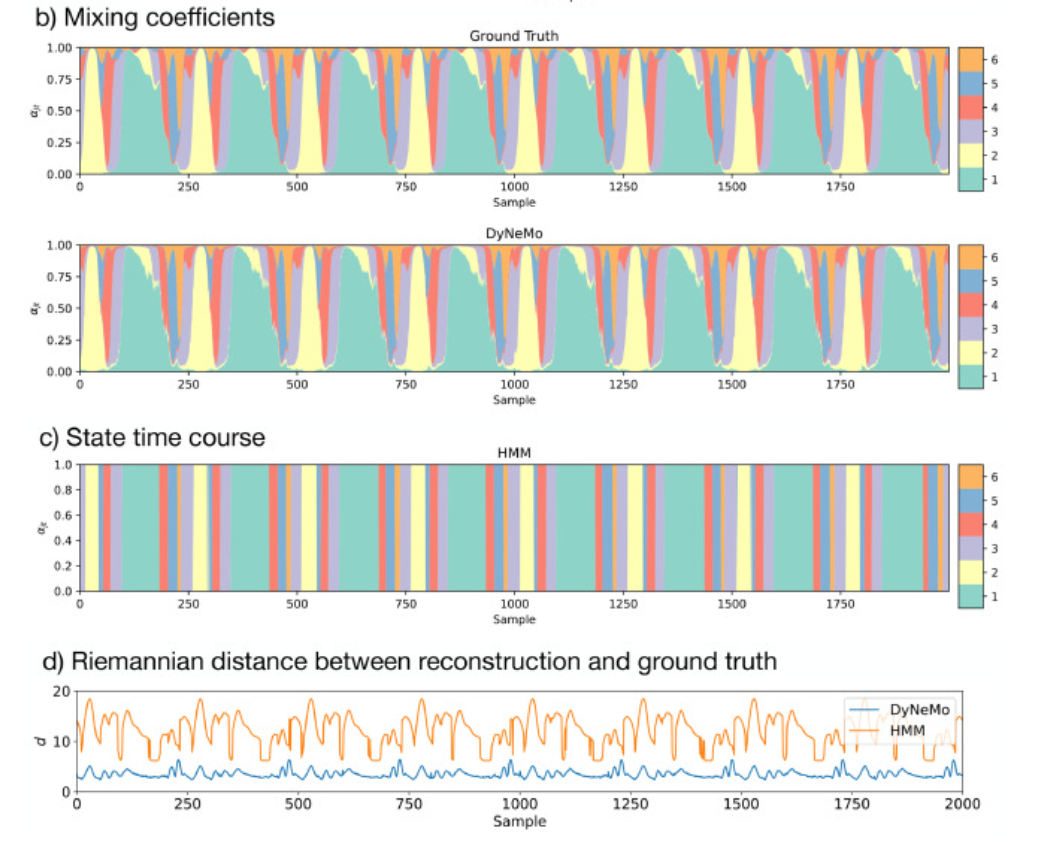 b) Mixing coefficients
Ground Truth
1.00
0.75
0.50
0.25
0.00
α_jt
0 250 500 750 1000 1250 1500 1750
Sample
6
5
4
3
2
1
DyNeMo
1.00
0.75
0.50
0.25
0.00
α_jt
0 250 500 750 1000 1250 1500 1750
Sample
6
5
4
3
2
1
c) State time course
HMM
1.0
0.8
0.6
0.4
0.2
0.0
α_jt
0 250 500 750 1000 1250 1500 1750
Sample
6
5
4
3
2
1
d) Riemannian distance between reconstruction and ground truth
20
10
0
d
DyNeMo
HMM
0 250 500 750 1000 1250 1500 1750 2000
Sample